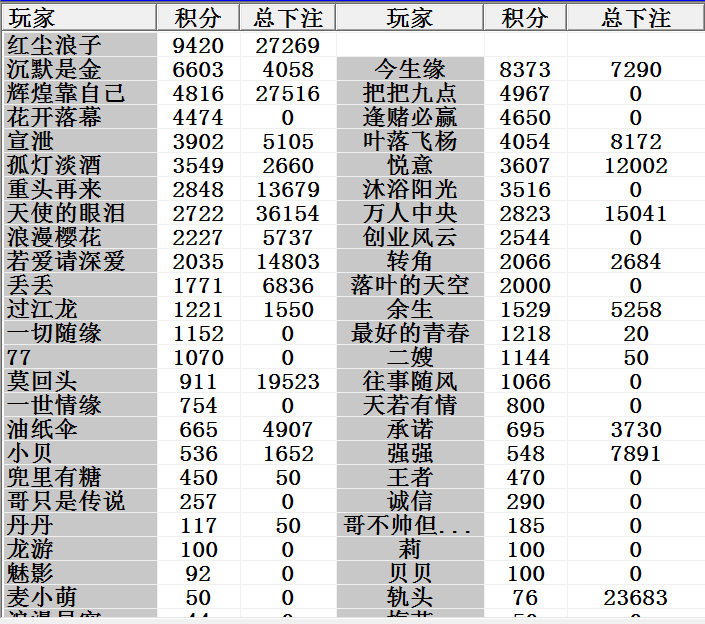 玩家 积分 总下注 玩家 积分 总下注
红尘浪子 9420 27269
沉默是金 6603 4058 今生缘 8373 7290
辉煌靠自己 4816 27516 把把九点 4967 0
花开落幕 4474 0 逢赌必赢 4650 0
宣泄 3902 5105 叶落飞杨 4054 8172
孤灯淡酒 3549 2660 悦意 3607 12002
重头再来 2848 13679 沐浴阳光 3516 0
天使的眼泪 2722 36154 万人中央 2823 15041
浪漫樱花 2227 5737 创业风云 2544 0
若爱请深爱 2035 14803 转角 2066 2684
丢丢 1771 6836 落叶的天空 2000 0
过江龙 1221 1550 余生 1529 5258
一切随缘 1152 0 最好的青春 1218 20
77 1070 0 二嫂 1144 50
莫回头 911 19523 往事随风 1066 0
一世情缘 754 0 天若有情 800 0
油纸伞 665 4907 承诺 695 3730
小贝 536 1652 强强 548 7891
兜里有糖 450 50 王者 470 0
哥只是传说 257 0 诚信 290 0
丹丹 117 50 哥不帅但... 185 0
龙游 100 0 莉 100 0
魅影 92 0 贝贝 100 0
麦小萌 50 0 轨头 76 23683